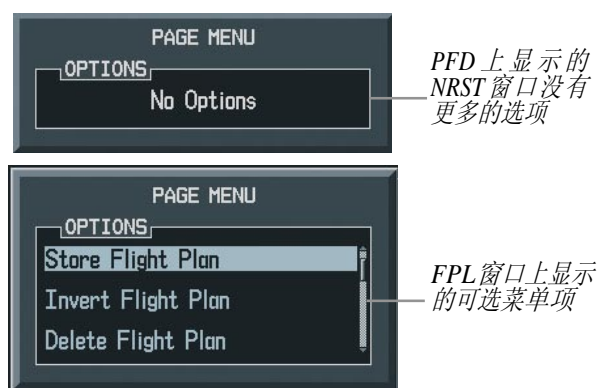 PAGE MENU
OPTIONS
No Options
PFD 上显示的
NRST 窗口没有
更多的选项
PAGE MENU
OPTIONS
Store Flight Plan
Invert Flight Plan
Delete Flight Plan
FPL窗口上显示
的可选菜单项